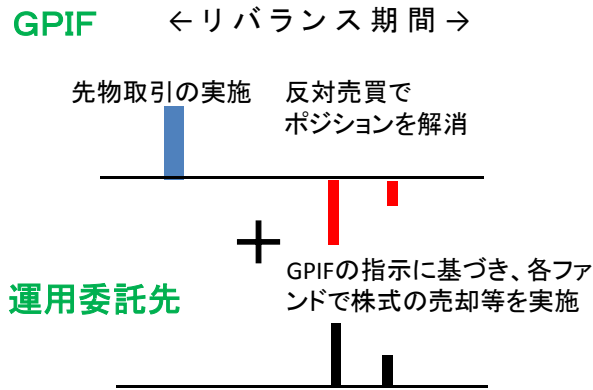 GPIF ←リバランス期間→
先物取引の実施
反対売買で
ポジションを解消
+
GPIFの指示に基づき、各ファ
ンドで株式の売却等を実施
運用委託先